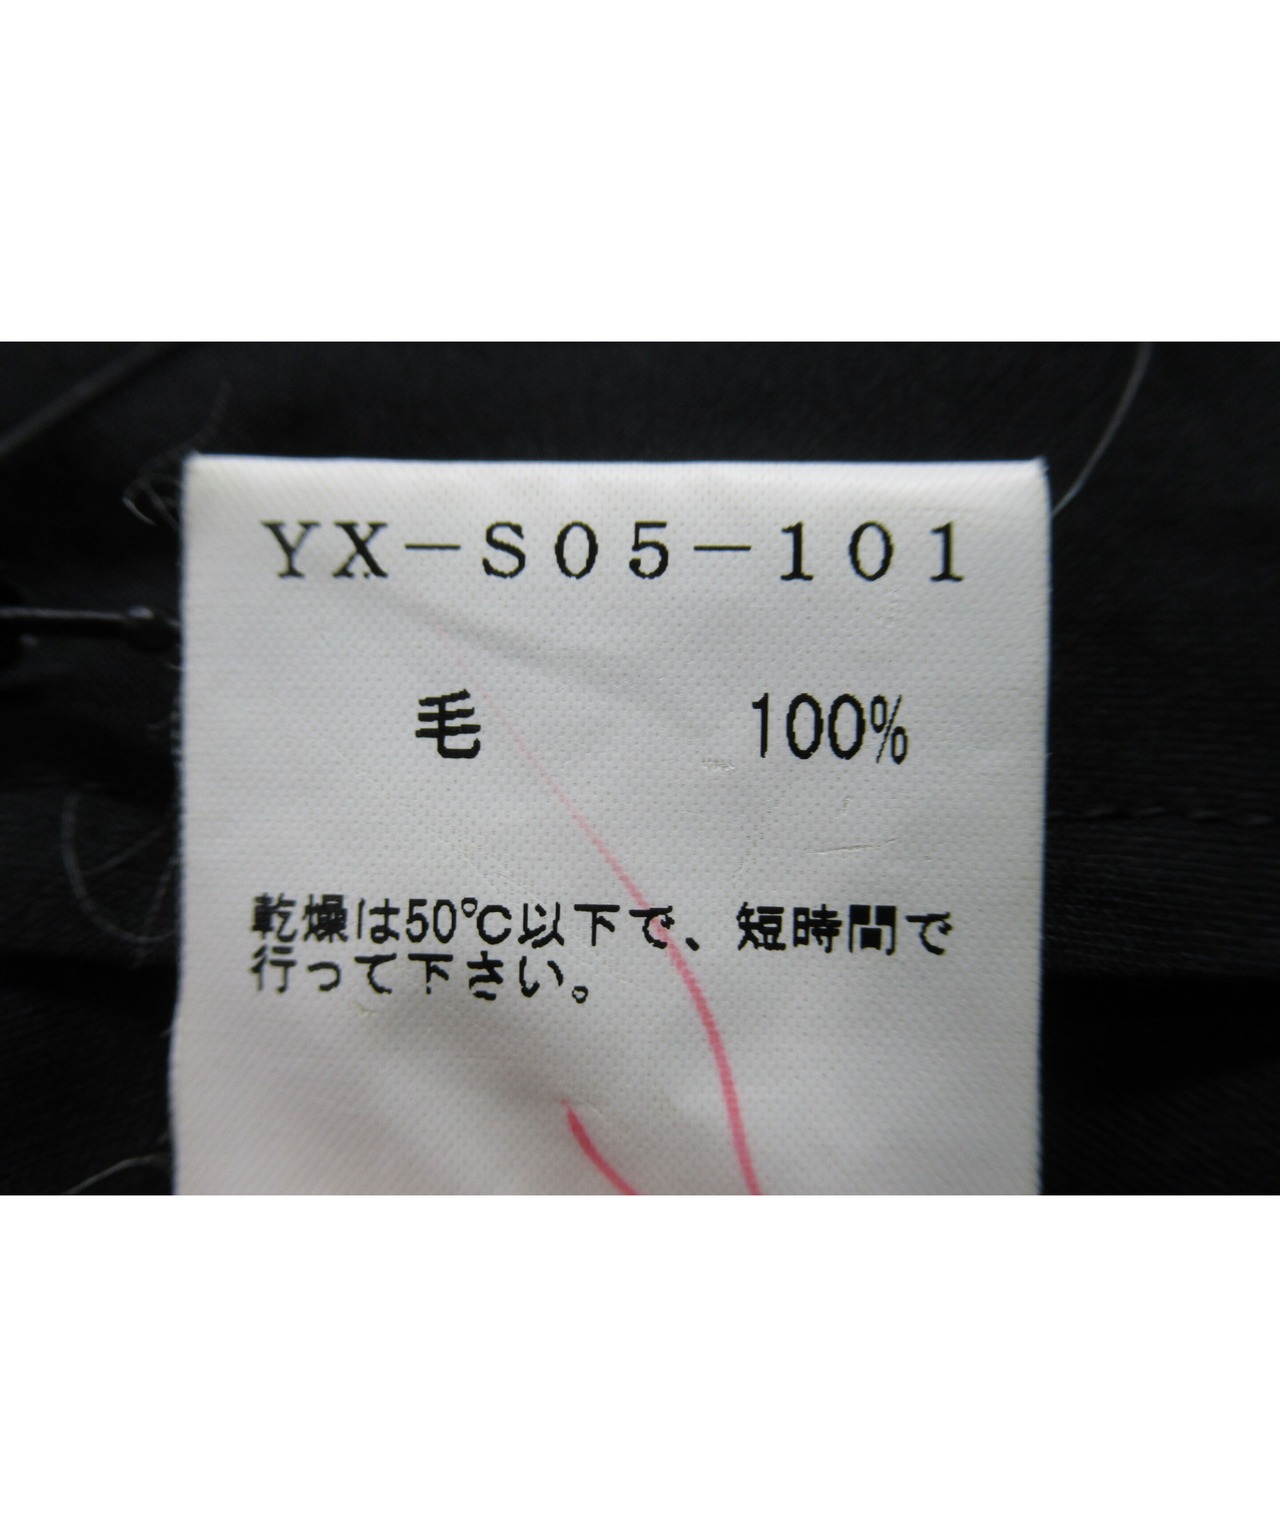 YX-S05-101
毛 100%
乾燥は50℃以下で、短時間で
行って下さい。